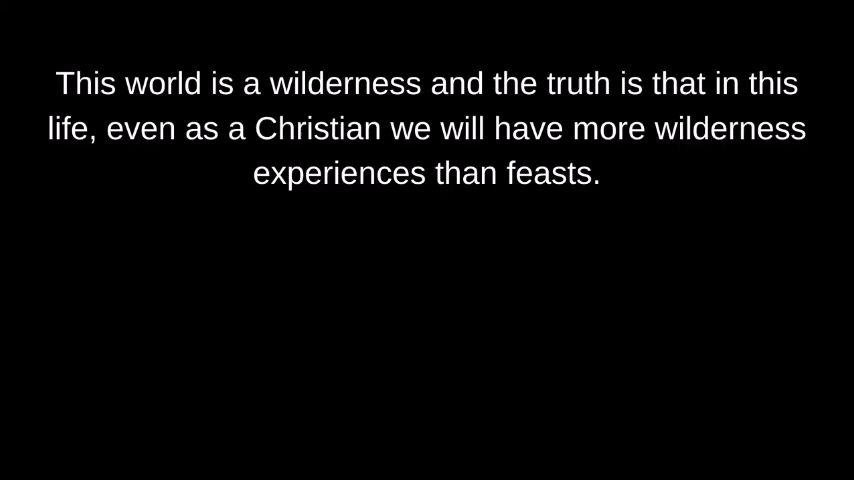 This world is a wilderness and the truth is that in this
life, even as a Christian we will have more wilderness
experiences than feasts.